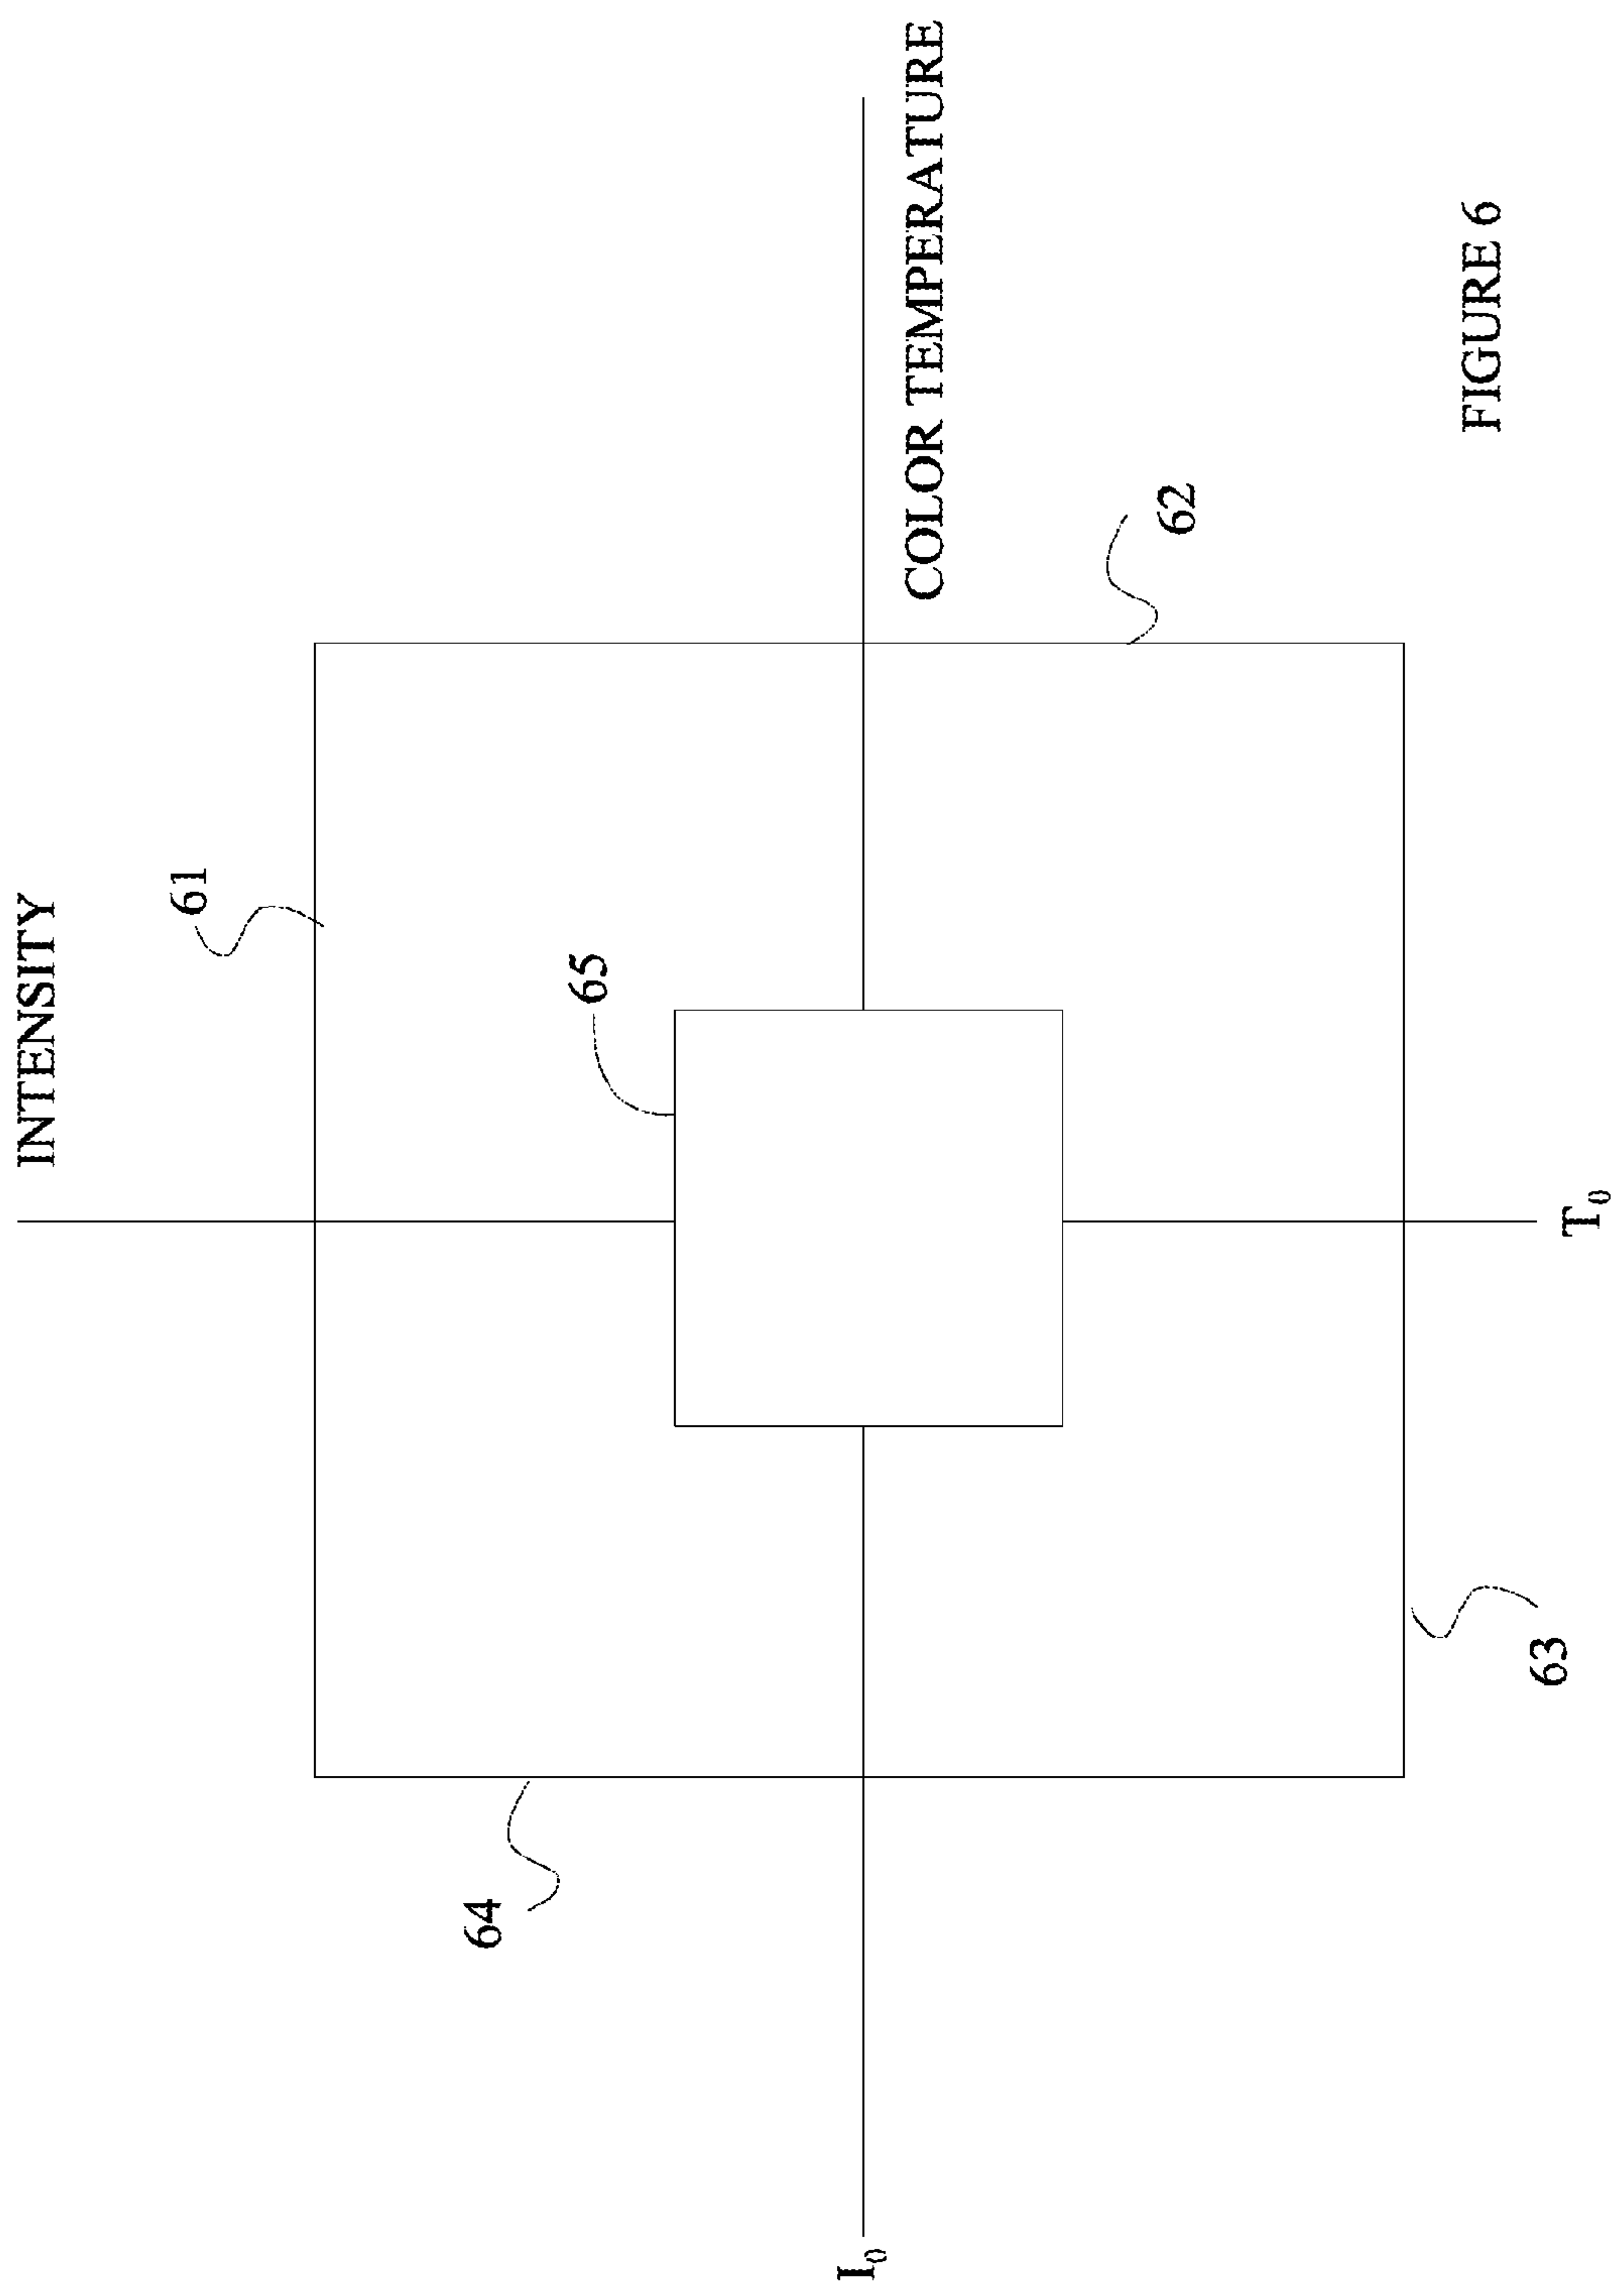 INTENSITY
61
65
64
I₀
COLOR TEMPERATURE
62
63
T₀
FIGURE 6